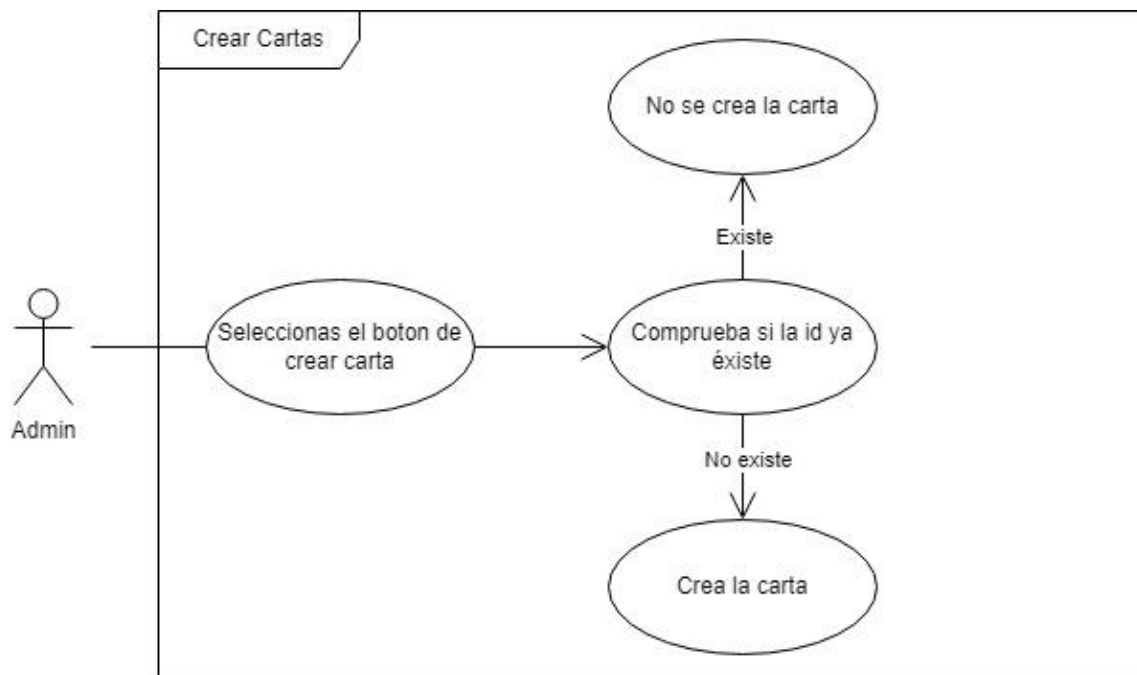 Crear Cartas
No se crea la carta
Existe
Seleccionas el boton de
crear carta
Comprueba si la id ya
éxiste
Admin
No existe
Crea la carta